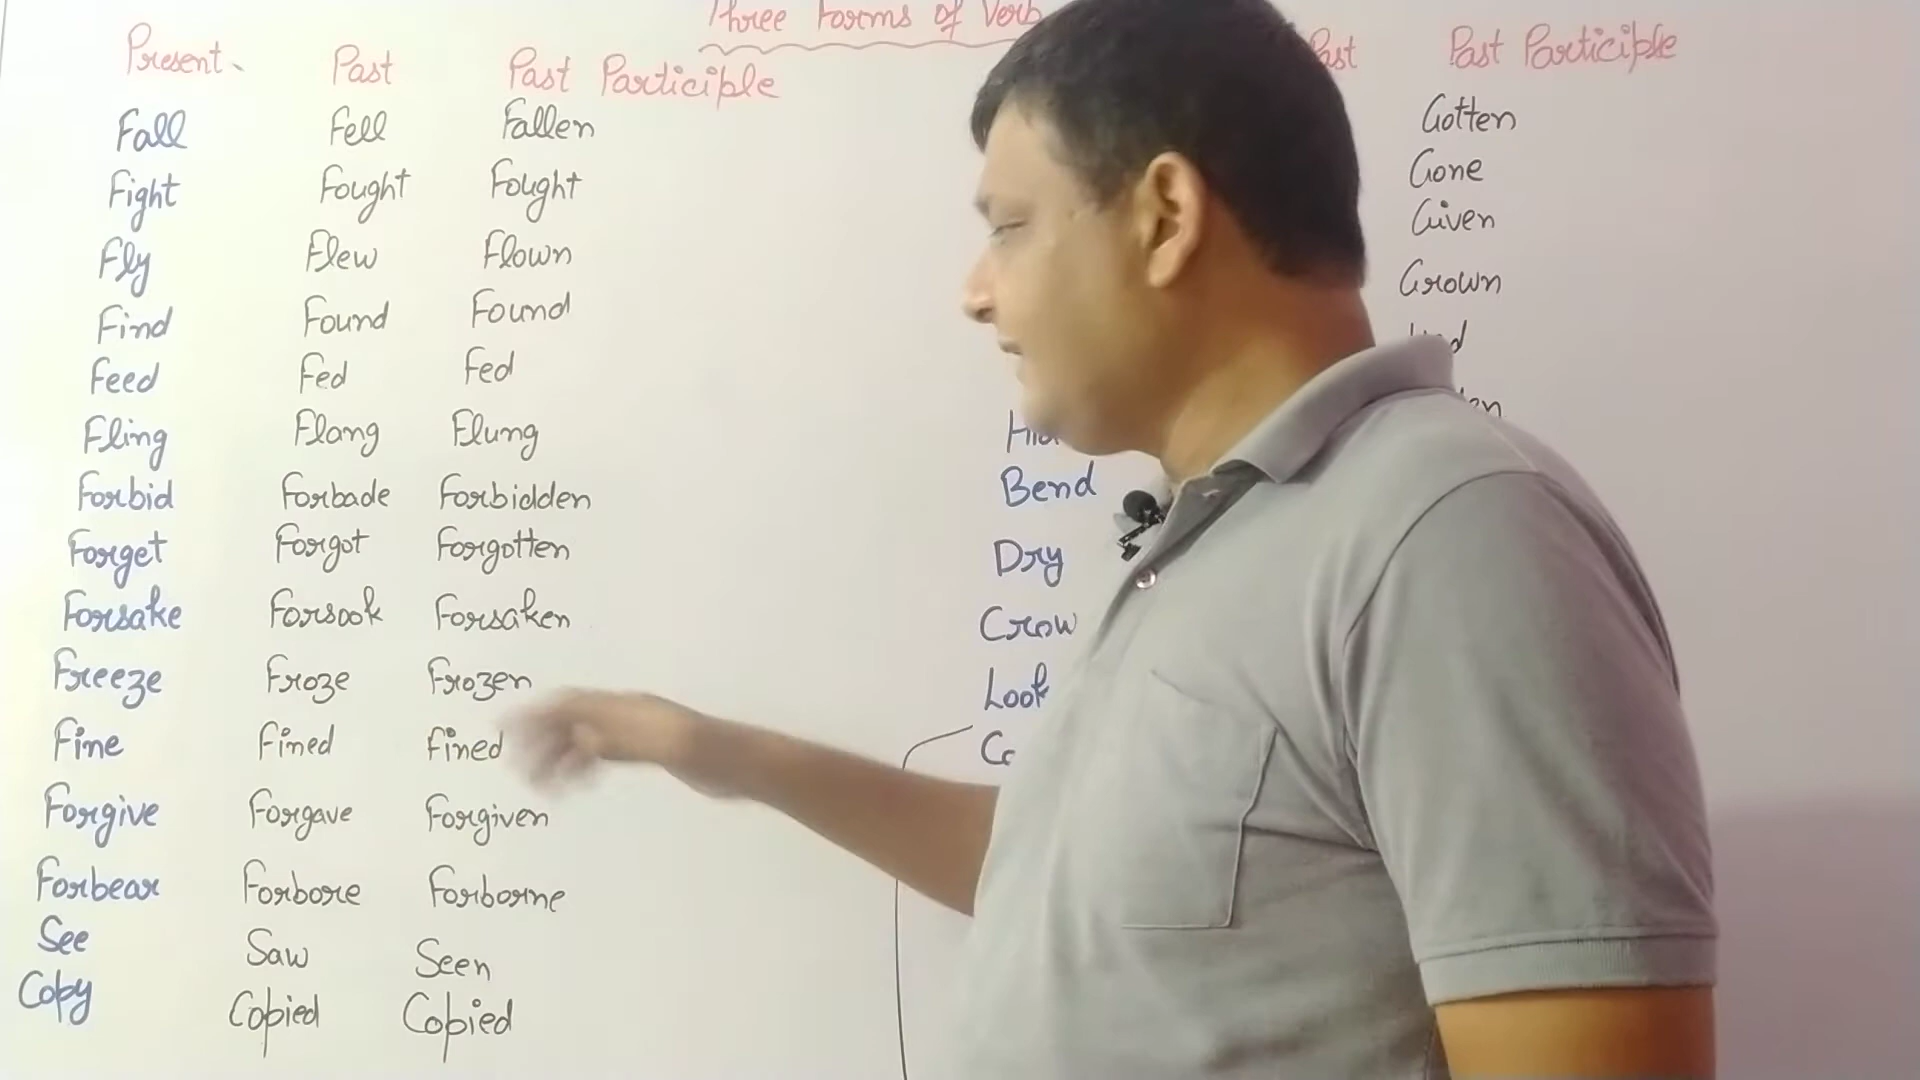 Three Forms of Verb
Present Past Past Participle
Fall Fell Fallen
Fight Fought Fought
Fly Flew Flown
Find Found Found
Feed Fed Fed
Fling Flang Flung
Forbid Forbade Forbidden
Forget Forgot Forgotten
Forsake Forsook Forsaken
Freeze Froze Frozen
Fine Fined Fined
Forgive Forgave Forgiven
Forbear Forbore Forborne
See Saw Seen
Copy Copied Copied
Past Past Participle
Gotten
Gone
Given
Grown
Bend
Dry
Crow
Look